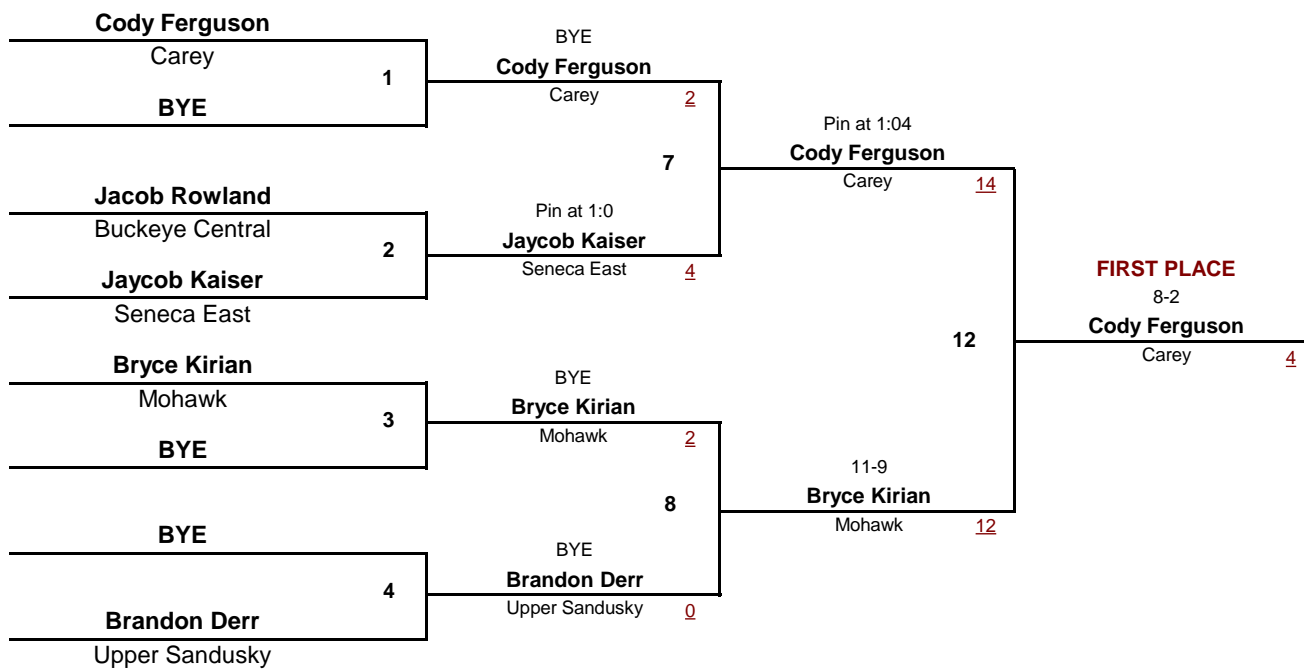 Cody Ferguson
Carey
1
BYE
BYE
Cody Ferguson
Carey
2
7
Jacob Rowland
Buckeye Central
2
Jaycob Kaiser
Seneca East
Pin at 1:0
Jaycob Kaiser
Seneca East
4
Pin at 1:04
Cody Ferguson
Carey
14
Bryce Kirian
Mohawk
3
BYE
BYE
Bryce Kirian
Mohawk
2
8
BYE
4
Brandon Derr
Upper Sandusky
BYE
Brandon Derr
Upper Sandusky
0
11-9
Bryce Kirian
Mohawk
12
12
FIRST PLACE
8-2
Cody Ferguson
Carey
4